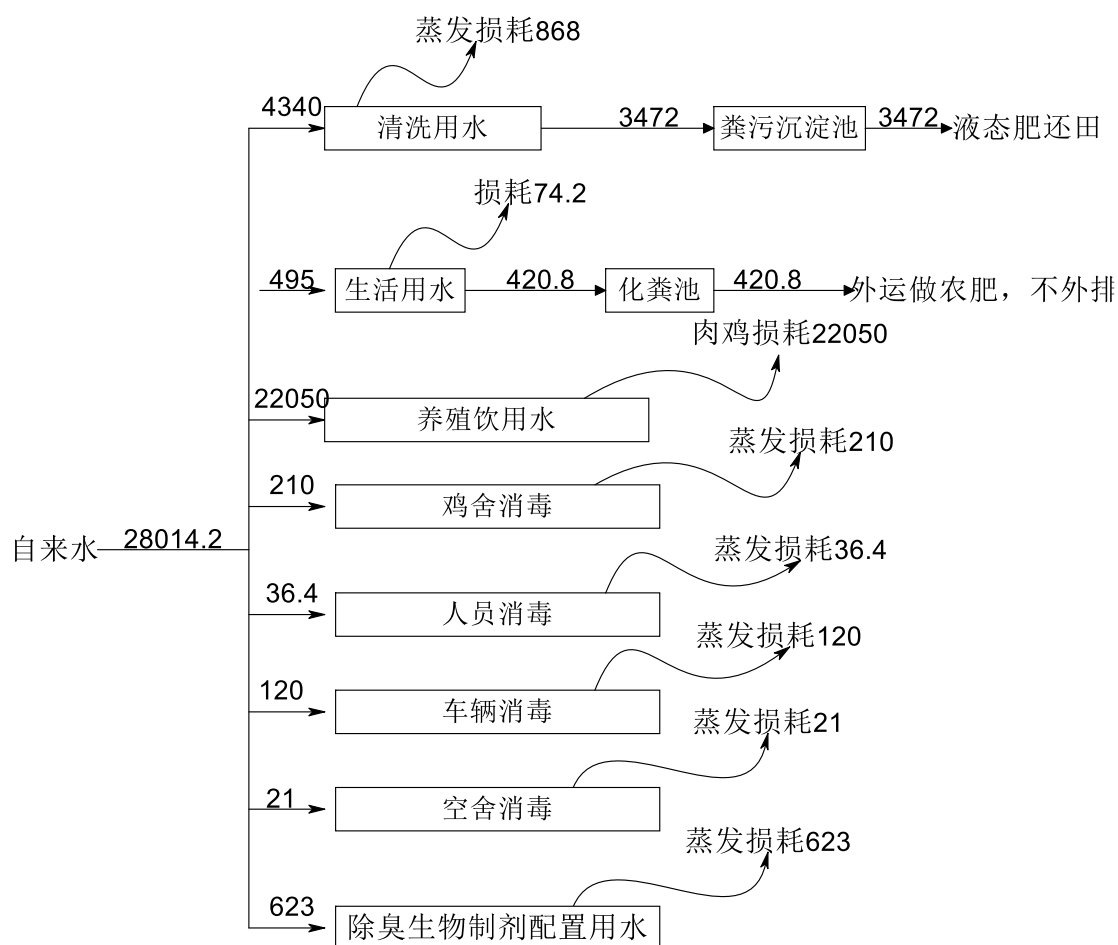 蒸发损耗868
4340
清洗用水
3472
粪污沉淀池
3472
液态肥还田
损耗74.2
495
生活用水
420.8
化粪池
420.8
外运做农肥，不外排
肉鸡损耗22050
22050
养殖饮用水
蒸发损耗210
210
鸡舍消毒
自来水
28014.2
蒸发损耗36.4
36.4
人员消毒
蒸发损耗120
120
车辆消毒
蒸发损耗21
21
空舍消毒
蒸发损耗623
623
除臭生物制剂配置用水